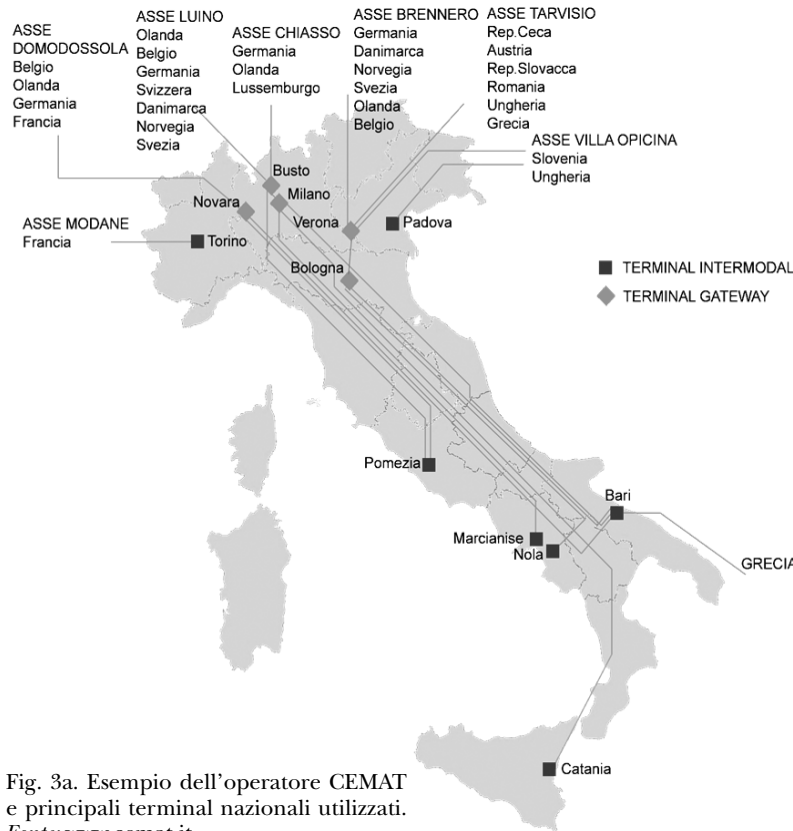 ASSE
DOMODOSSOLA
Belgio
Olanda
Germania
Francia
ASSE LUINO
Olanda
Belgio
Germania
Svizzera
Danimarca
Norvegia
Svezia
ASSE CHIASSO
Germania
Olanda
Lussemburgo
ASSE BRENNERO
Germania
Danimarca
Norvegia
Svezia
Olanda
Belgio
ASSE TARVISIO
Rep.Ceca
Austria
Rep.Slovacca
Romania
Ungheria
Grecia
ASSE VILLA OPICINA
Slovenia
Ungheria
ASSE MODANE
Francia
Busto
Milano
Novara
Verona
Padova
Torino
Bologna
TERMINAL INTERMODAL
TERMINAL GATEWAY
Pomezia
Bari
Marcianise
Nola
GRECIA
Catania
Fig. 3a. Esempio dell'operatore CEMAT
e principali terminal nazionali utilizzati.